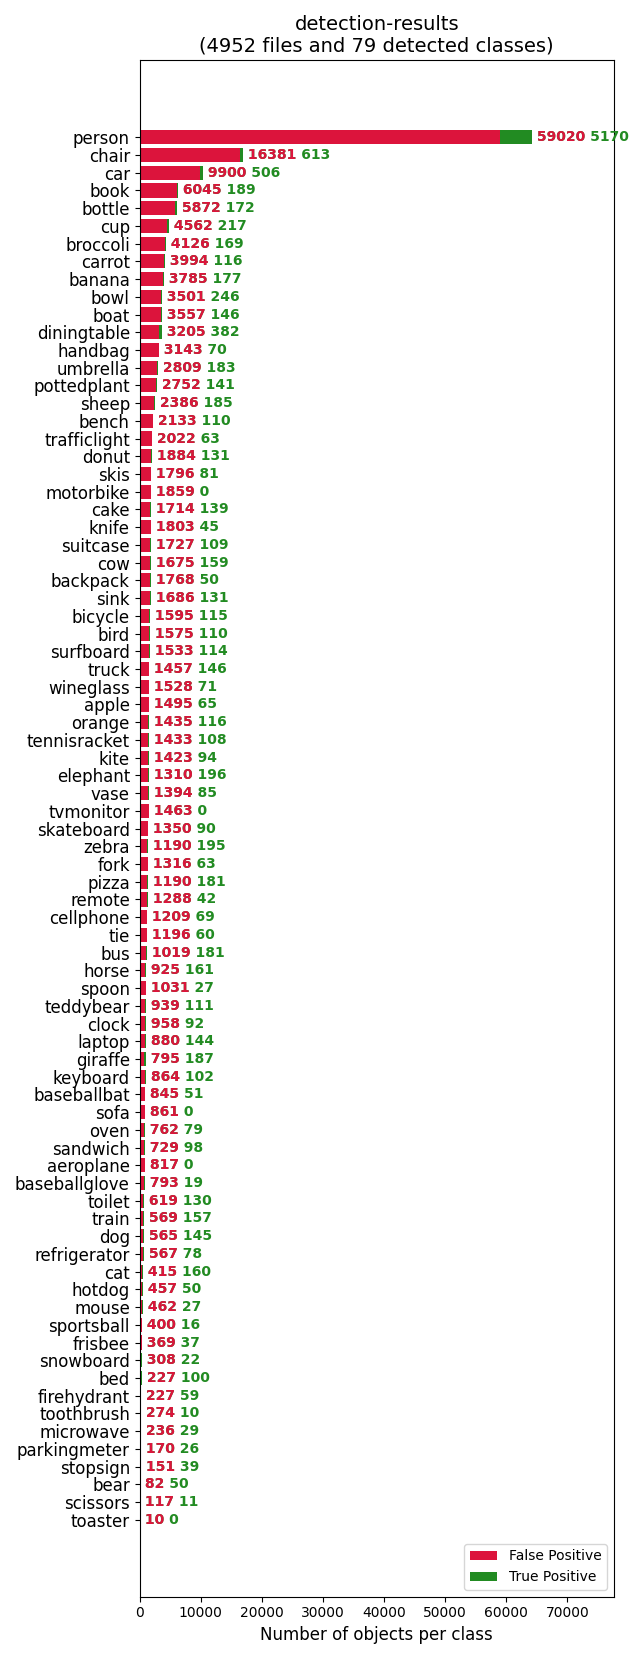 detection-results
(4952 files and 79 detected classes)
person 59020 5170
chair 16381 613
car 9900 506
book 6045 189
bottle 5872 172
cup 4562 217
broccoli 4126 169
carrot 3994 116
banana 3785 177
bowl 3501 246
boat 3557 146
diningtable 3205 382
handbag 3143 70
umbrella 2809 183
pottedplant 2752 141
sheep 2386 185
bench 2133 110
trafficlight 2022 63
donut 1884 131
skis 1796 81
motorbike 1859 0
cake 1714 139
knife 1803 45
suitcase 1727 109
cow 1675 159
backpack 1768 50
sink 1686 131
bicycle 1595 115
bird 1575 110
surfboard 1533 114
truck 1457 146
wineglass 1528 71
apple 1495 65
orange 1435 116
tennisracket 1433 108
kite 1423 94
elephant 1310 196
vase 1394 85
tvmonitor 1463 0
skateboard 1350 90
zebra 1190 195
fork 1316 63
pizza 1190 181
remote 1288 42
cellphone 1209 69
tie 1196 60
bus 1019 181
horse 925 161
spoon 1031 27
teddybear 939 111
clock 958 92
laptop 880 144
giraffe 795 187
keyboard 864 102
baseballbat 845 51
sofa 861 0
oven 762 79
sandwich 729 98
aeroplane 817 0
baseballglove 793 19
toilet 619 130
train 569 157
dog 565 145
refrigerator 567 78
cat 415 160
hotdog 457 50
mouse 462 27
sportsball 400 16
frisbee 369 37
snowboard 308 22
bed 227 100
firehydrant 227 59
toothbrush 274 10
microwave 236 29
parkingmeter 170 26
stopsign 151 39
bear 82 50
scissors 117 11
toaster 10 0
False Positive
True Positive
0 10000 20000 30000 40000 50000 60000 70000
Number of objects per class